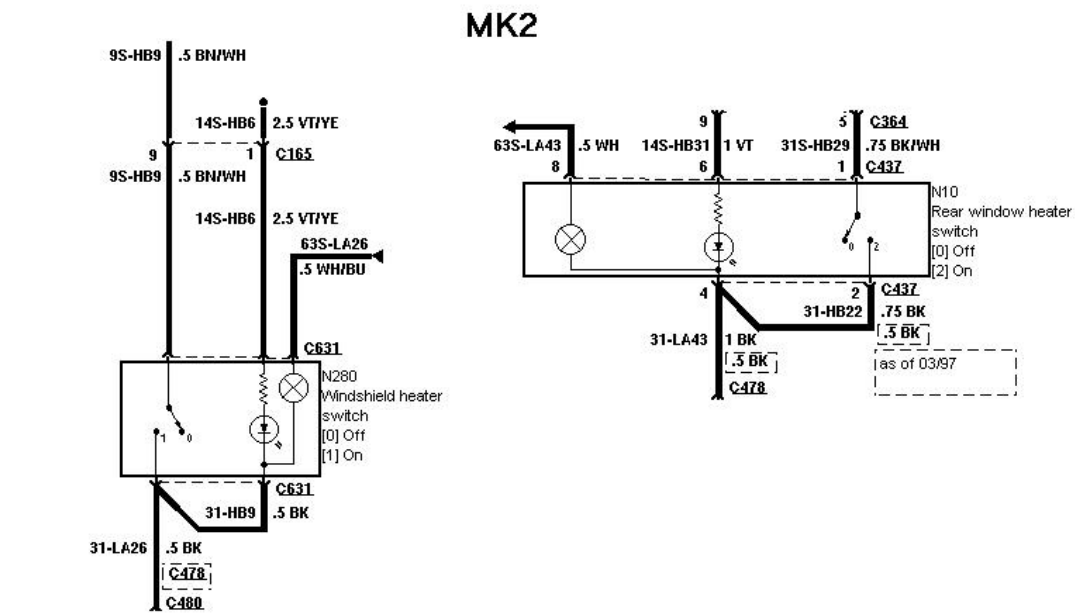 MK2
9S-HB9 .5 BN/WH
14S-HB6 2.5 VT/YE
9 1 C165
9S-HB9 .5 BN/WH
14S-HB6 2.5 VT/YE
63S-LA26
.5 WH/BU
C631
N280
Windshield heater
switch
[0] Off
[1] On
1 0
C631
31-HB9 .5 BK
31-LA26 .5 BK
C478
C480
9 5 C364
63S-LA43 .5 WH 14S-HB31 1 VT 31S-HB29 .75 BK/WH
8 6 1 C437
N10
Rear window heater
switch
[0] Off
[2] On
0 2
4 2 C437
31-HB22 .75 BK
.5 BK
31-LA43 1 BK
.5 BK
C478
as of 03/97